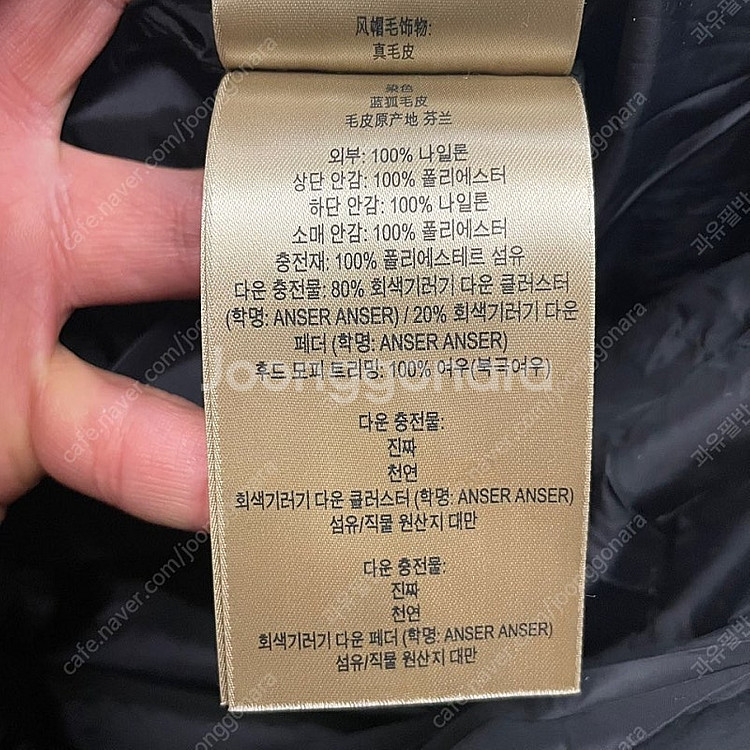 风帽毛饰物:
真毛皮
染色
蓝狐毛皮
毛皮原产地 芬兰
외부: 100% 나일론
상단 안감: 100% 폴리에스터
하단 안감: 100% 나일론
소매 안감: 100% 폴리에스터
충전재: 100% 폴리에스테르 섬유
다운 충전물: 80% 회색기러기 다운 클러스터
(학명: ANSER ANSER) / 20% 회색기러기 다운
페더 (학명: ANSER ANSER)
후드 모피 트리밍: 100% 여우(북극여우)
Joonggonara
다운 충전물:
진짜
천연
회색기러기 다운 클러스터 (학명: ANSER ANSER)
섬유/직물 원산지 대만
다운 충전물:
진짜
천연
회색기러기 다운 페더 (학명: ANSER ANSER)
섬유/직물 원산지 대만
cafe.naver.com/joonggonara